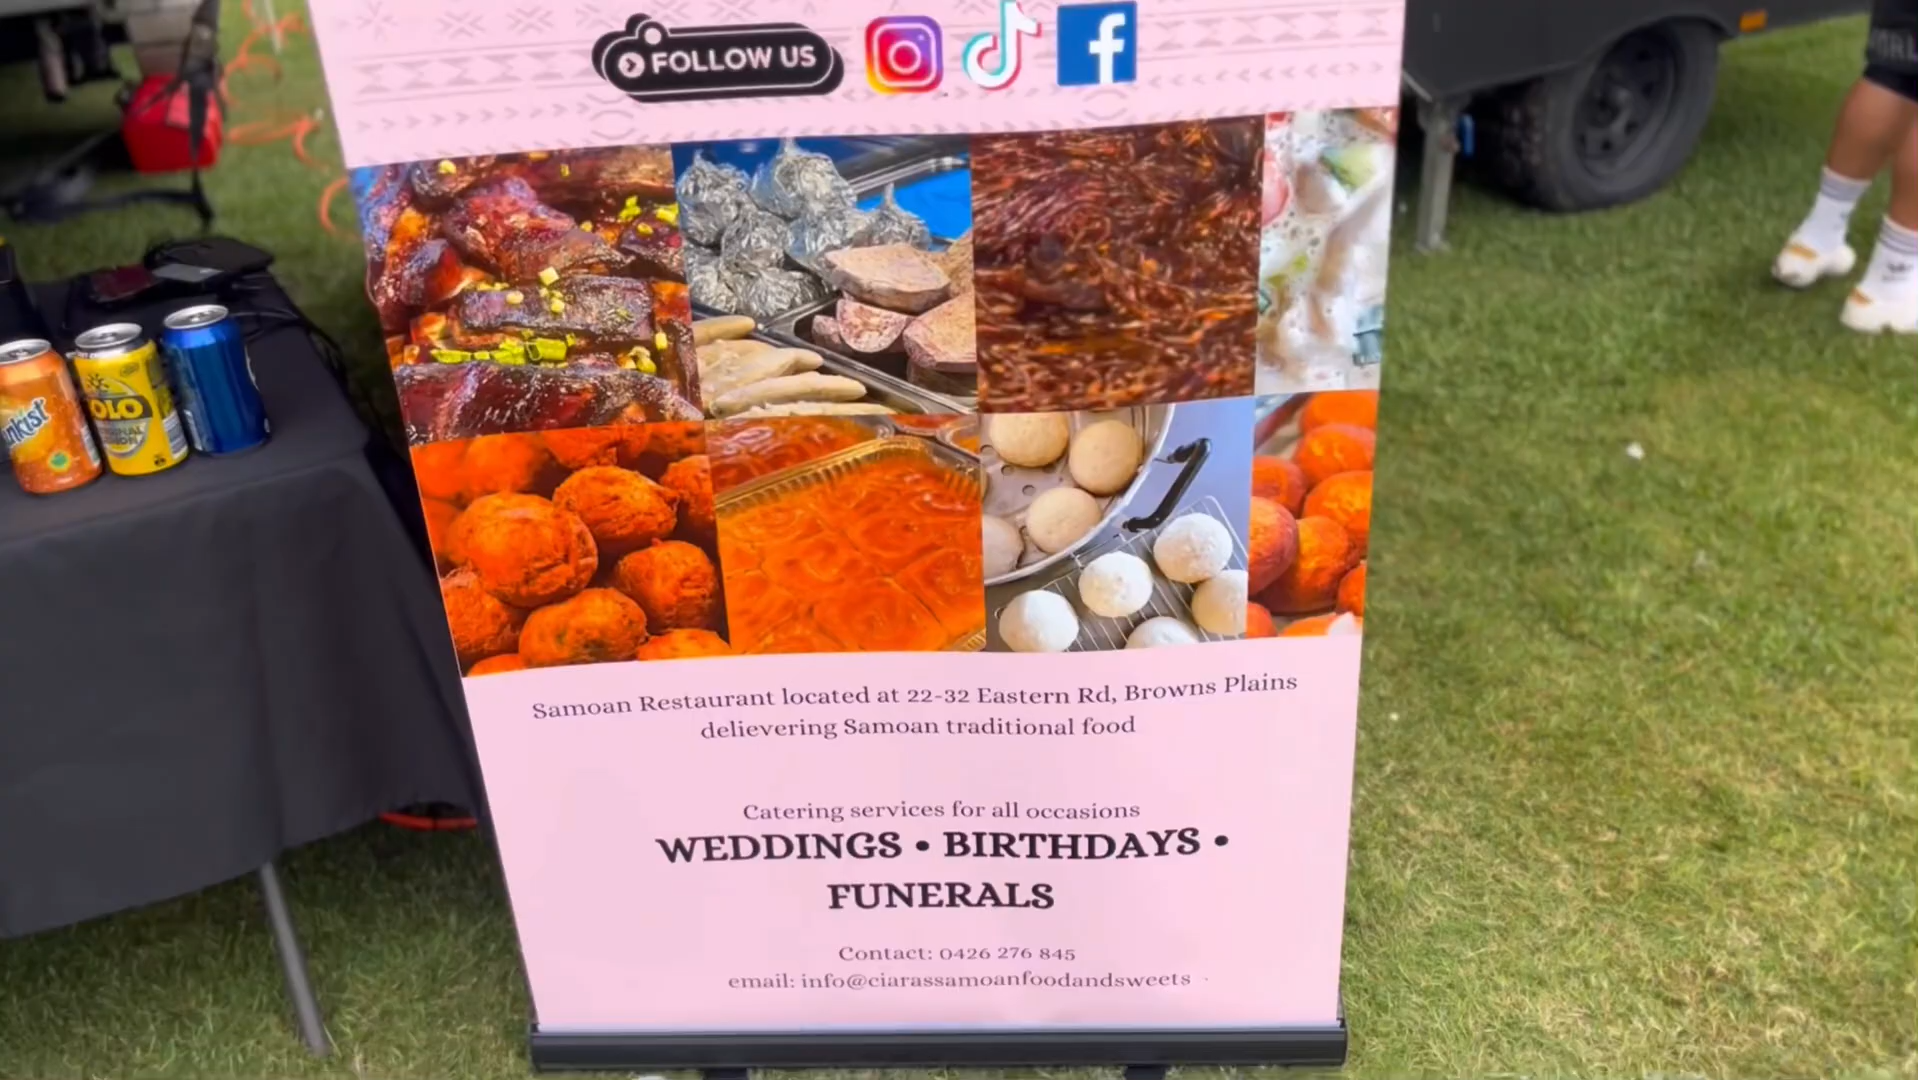 FOLLOW US
Samoan Restaurant located at 22-32 Eastern Rd, Browns Plains
delievering Samoan traditional food
Catering services for all occasions
WEDDINGS • BIRTHDAYS •
FUNERALS
Contact: 0426 276 845
email: info@ciarassamoanfoodandsweets
OLO